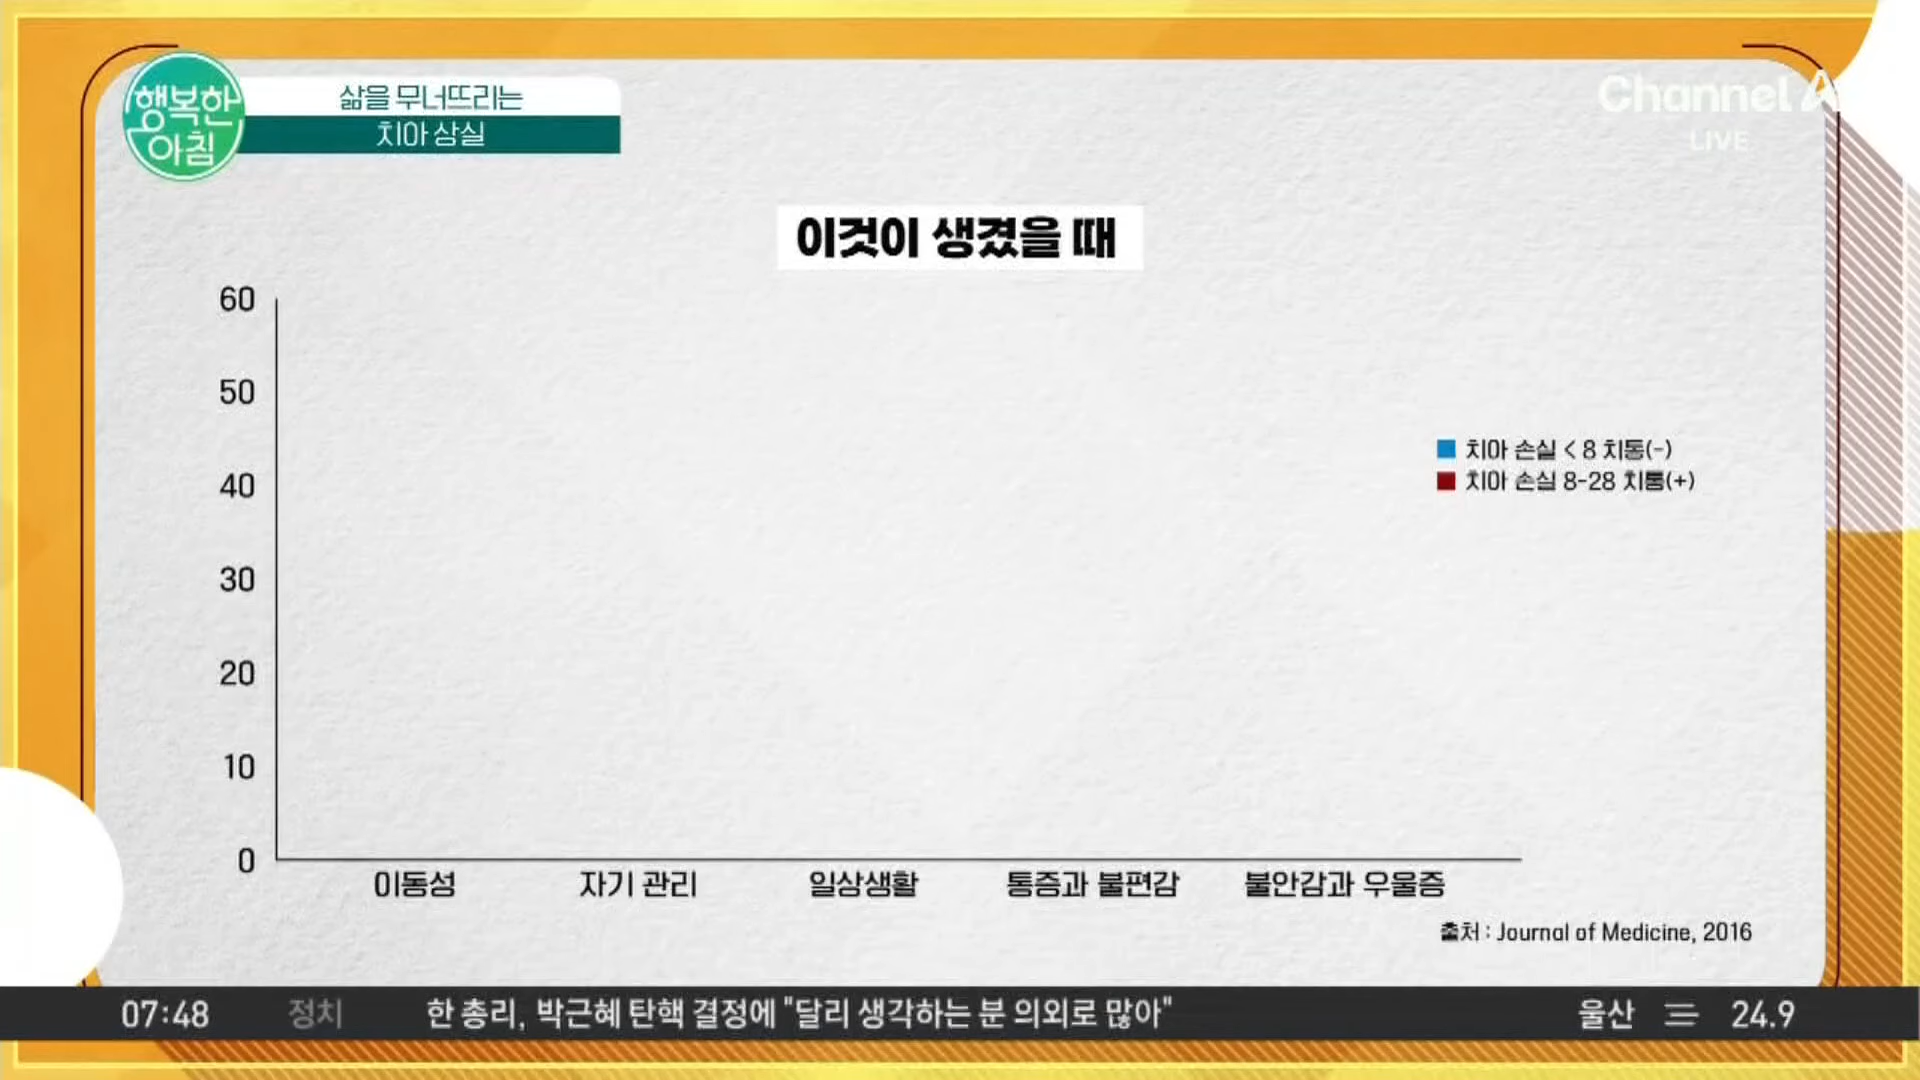 행복한
아침
삶을 무너뜨리는
치아 상실
Channel A
LIVE
이것이 생겼을 때
60
50
40
30
20
10
0
치아 손실 < 8 치통(-)
치아 손실 8-28 치통(+)
이동성
자기 관리
일상생활
통증과 불편감
불안감과 우울증
출처 : Journal of Medicine, 2016
07:48
정치
한 총리, 박근혜 탄핵 결정에 "달리 생각하는 분 의외로 많아"
울산
24.9